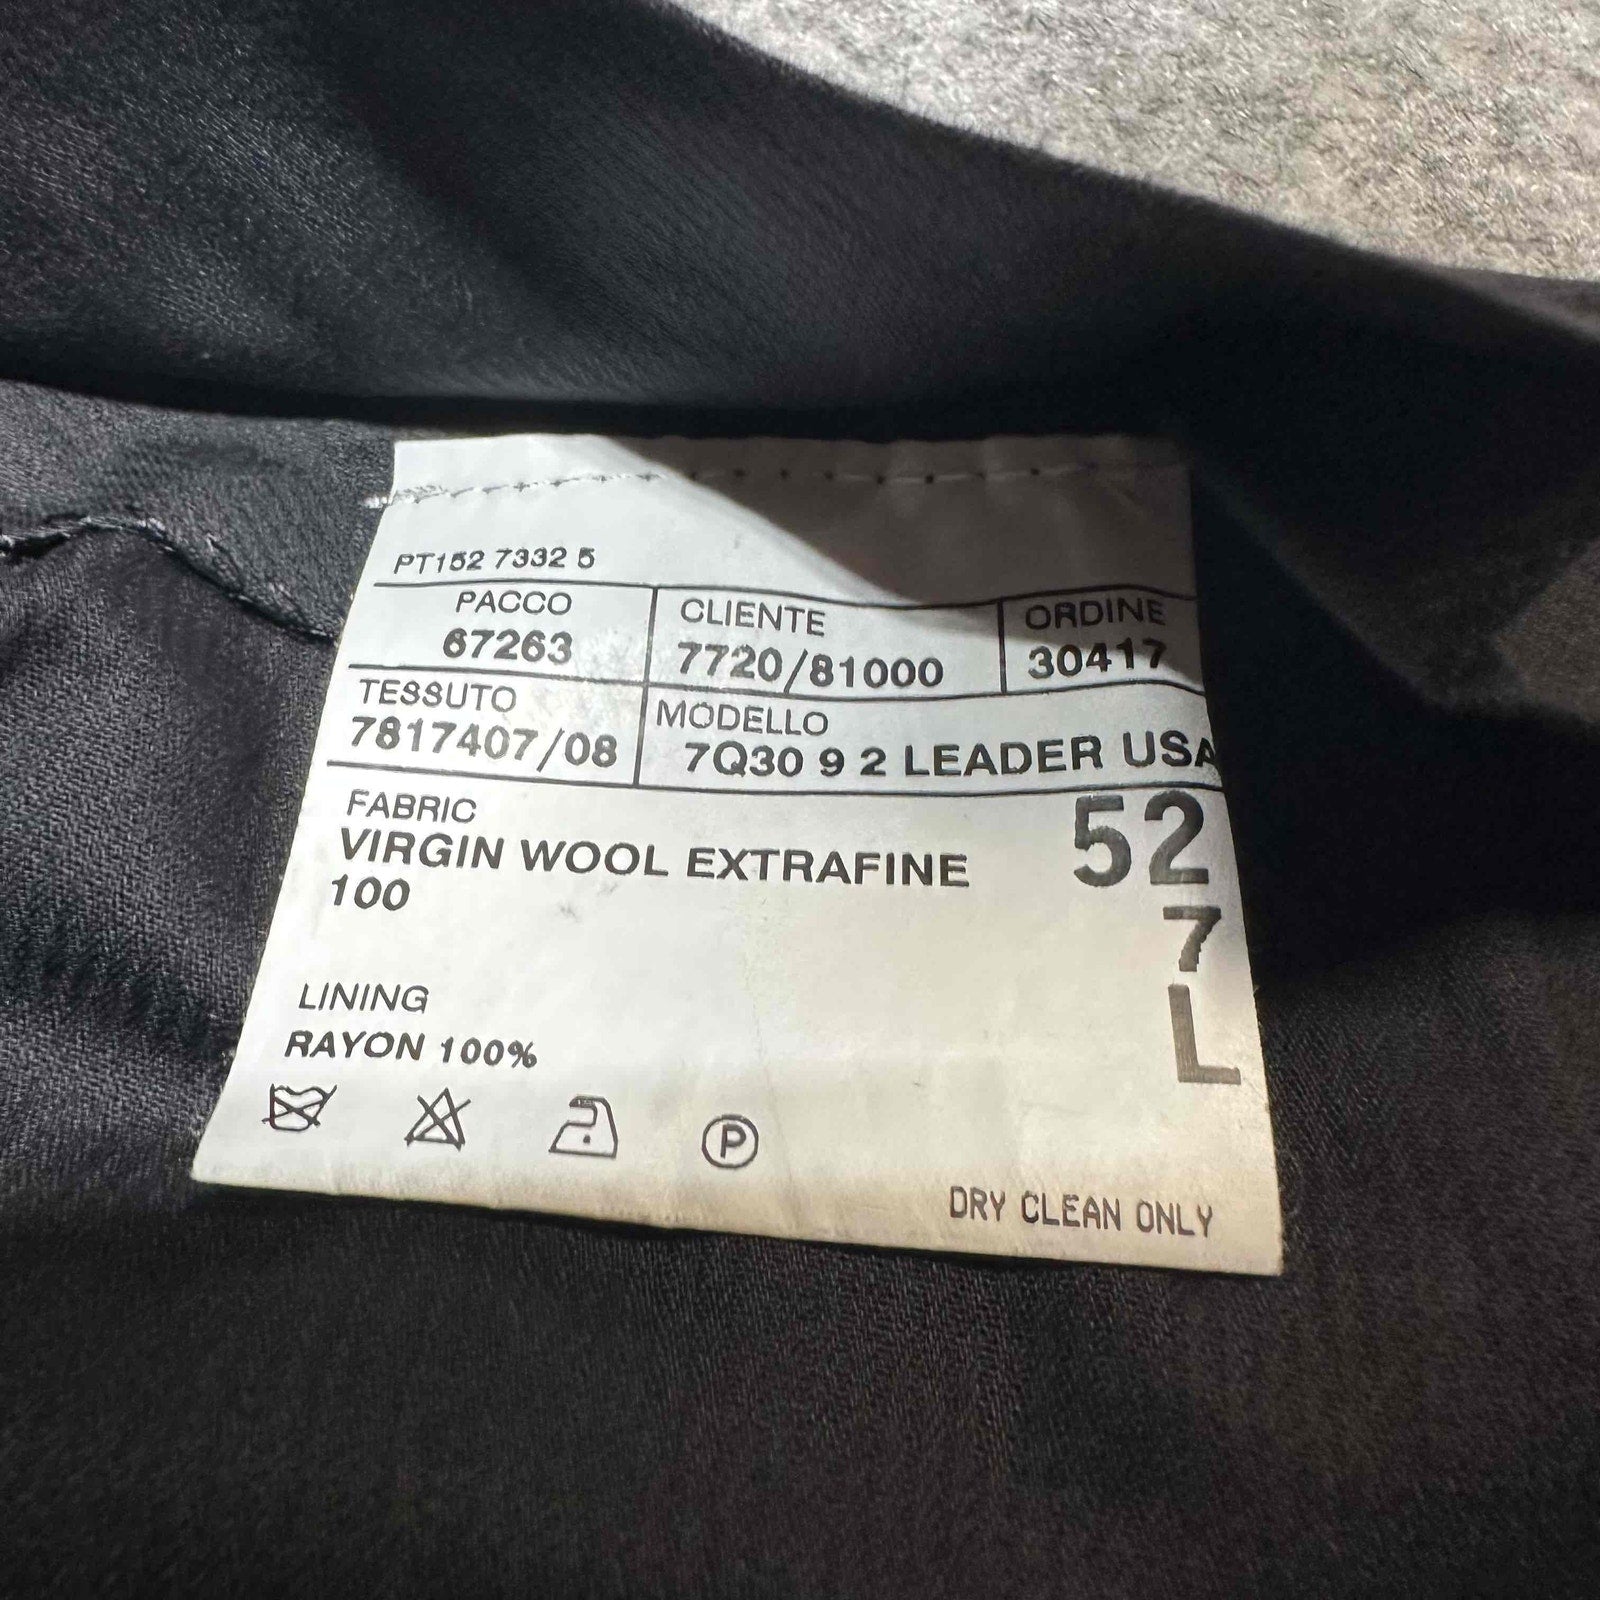 PT152 7332 5
PACCO CLIENTE ORDINE
67263 7720/81000 30417
TESSUTO MODELLO
7817407/08 7Q30 9 2 LEADER USA
FABRIC
VIRGIN WOOL EXTRAFINE
100
52
7
L
LINING
RAYON 100%
P
DRY CLEAN ONLY